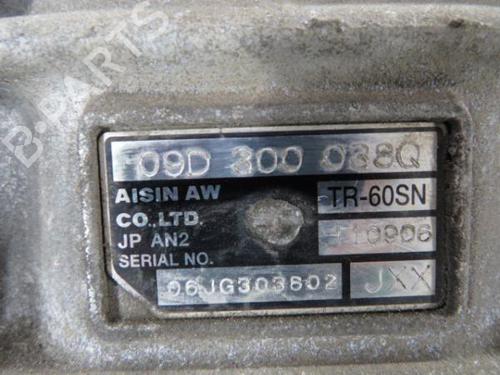 B-PARTS
09D 300 038Q
AISIN AW
CO.,LTD.
TR-60SN
JP AN2
SERIAL NO.
06JG303802
JXX